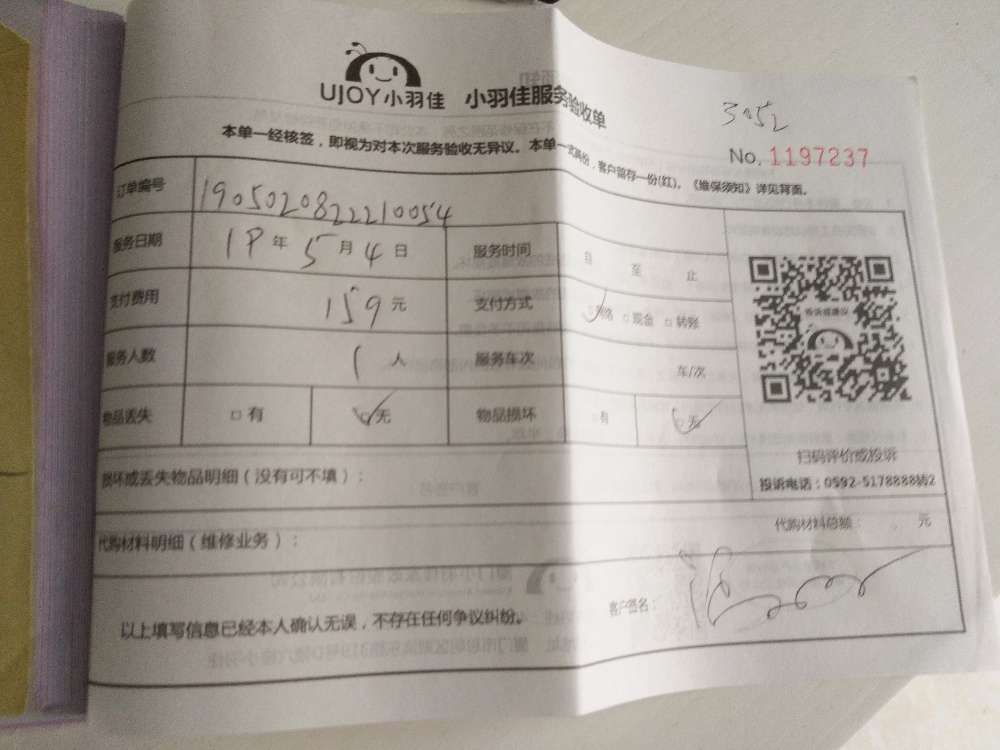 UJOY小羽佳 小羽佳服务验收单
3052
No. 1197237
本单一经核签，即视为对本次服务验收无异议。本单一式两份，客户留存一份(红)。《维保须知》详见背面。
订单编号 1905020822210054
服务日期 19年5月4日 服务时间 自 至 止
支付费用 159元 支付方式 网络 □现金 □转账
服务人数 1人 服务车次 车/次
物品丢失 □有 □无 物品损坏 □有 □无
投诉或建议
扫码评价或投诉
投诉电话：0592-5178888转2
损坏或丢失物品明细（没有可不填）：
代购材料明细（维修业务）： 代购材料总额： 元
以上填写信息已经本人确认无误，不存在任何争议纠纷。 客户签名：